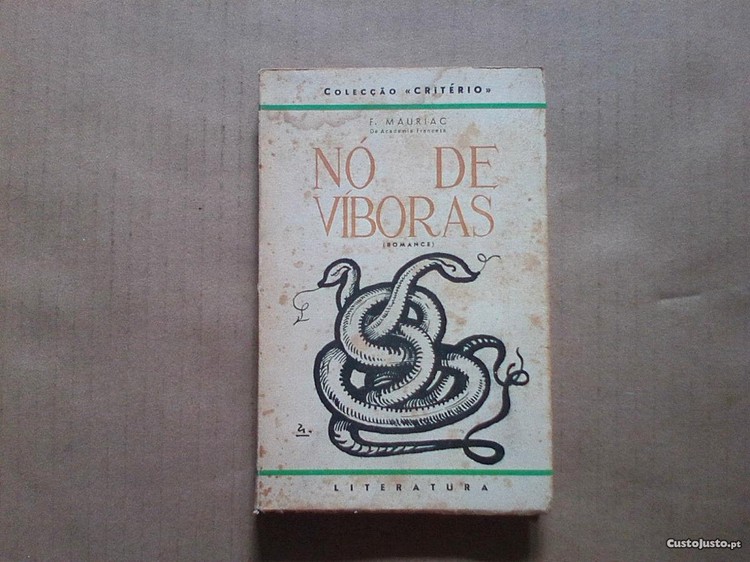 COLECÇÃO «CRITÉRIO»
F. MAURIAC
Da Academia Francesa
NÓ DE
VÍBORAS
(ROMANCE)
LITERATURA
CustoJusto.pt